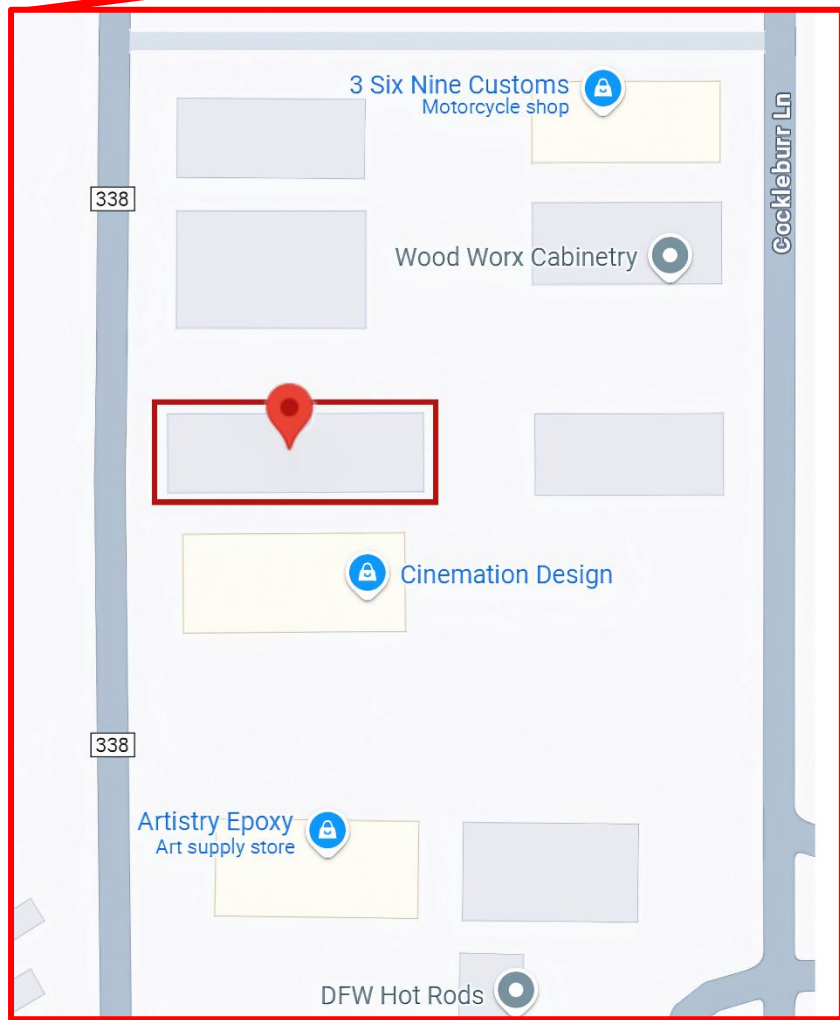 3 Six Nine Customs
Motorcycle shop
Cockleburr Ln
338
Wood Worx Cabinetry
Cinemation Design
338
Artistry Epoxy
Art supply store
DFW Hot Rods